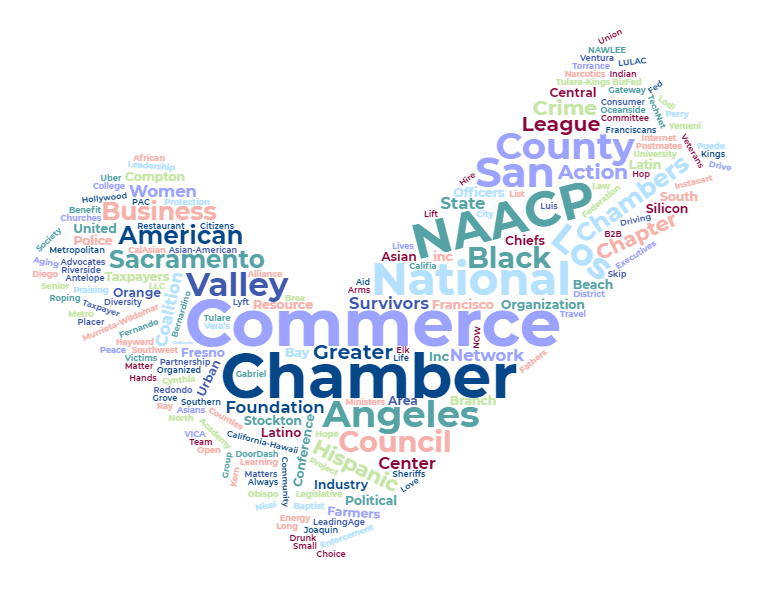 Union
NAWLEE
Ventura
LULAC
Torrance
Narcotics
Indian
Tulare-Kings
BizFed
Central
Gateway
Fed
Crime
Consumer
TechNet
Lodi
Oceanside
League
Committee
Perry
Franciscans
Yemeni
County
Internet
Veterans
Postmates
Puede
African
Leadership
University
Kings
San
Action
Latin
Drive
Uber
Compton
Hire
Hop
Chambers
Instacart
College
Women
Officers
List
Law
South
Hollywood
PAC
Protection
State
NAACP
Federation
Silicon
Benefit
Business
Lift
City
Luis
Driving
Churches
Restaurant
Citizens
Los
Chapter
B2B
United
American
Chiefs
Society
Police
Lives
Black
Executives
Metropolitan
CalAsian
Asian-American
Asian
inc
Aging
Advocates
Sacramento
Califia
National
Skip
Diego
Riverside
Taxpayers
Alliance
Antelope
Valley
Aid
Beach
Senior
Praising
Orange
LLC
Arms
District
Roping
Diversity
Coalition
Lyft
Brea
Survivors
Francisco
Organization
Taxpayer
Resource
Travel
Metro
Murrieta-Wildomar
Bernardino
Tulare
Commerce
Placer
Fernando
Vera's
NOW
Hayward
Peace
Southwest
Fresno
Bay
Greater
Elk
Inc
Network
Victims
Partnership
Life
Fathers
Matter
Organized
Gabriel
Chamber
Hands
Cynthia
Urban
Redondo
Grove
Southern
Foundation
Ministers
Area
Branch
Ray
Asians
Counties
Angeles
North
Stockton
VICA
Academy
Latino
Conference
Hope
Council
Team
California-Hawaii
Open
Group
DoorDash
Hispanic
Center
Learning
Project
Sheriffs
Kern
Matters
Community
Love
Always
Industry
Obispo
Legislative
Political
Nisei
Baptist
Farmers
Energy
LeadingAge
Long
Joaquin
Enforcement
Drunk
Small
Choice